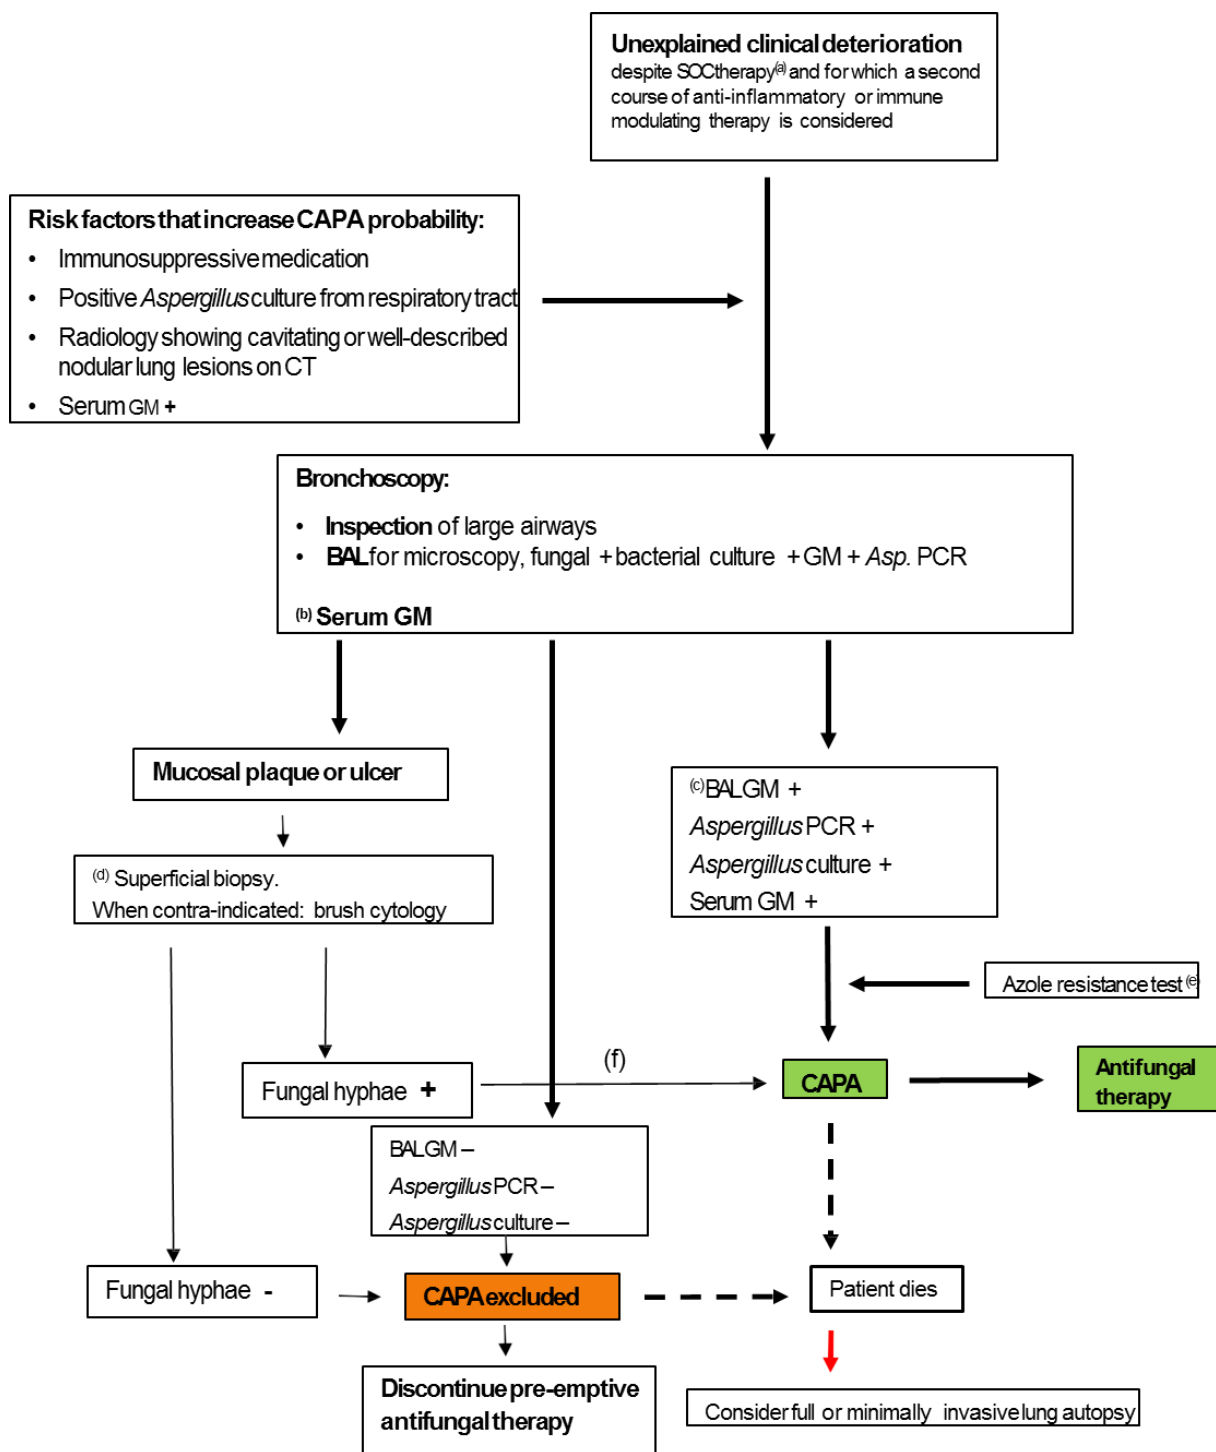 Unexplained clinical deterioration
despite SOC therapy(a) and for which a second
course of anti-inflammatory or immune
modulating therapy is considered
Risk factors that increase CAPA probability:
• Immunosuppressive medication
• Positive Aspergillus culture from respiratory tract
• Radiology showing cavitating or well-described
nodular lung lesions on CT
• Serum GM +
Bronchoscopy:
• Inspection of large airways
• BAL for microscopy, fungal + bacterial culture + GM + Asp. PCR
(b) Serum GM
Mucosal plaque or ulcer
(d) Superficial biopsy.
When contra-indicated: brush cytology
(c) BAL GM +
Aspergillus PCR +
Aspergillus culture +
Serum GM +
Azole resistance test (e)
Fungal hyphae +
(f)
CAPA
Antifungal
therapy
BAL GM –
Aspergillus PCR –
Aspergillus culture –
Fungal hyphae -
CAPA excluded
Patient dies
Discontinue pre-emptive
antifungal therapy
Consider full or minimally invasive lung autopsy